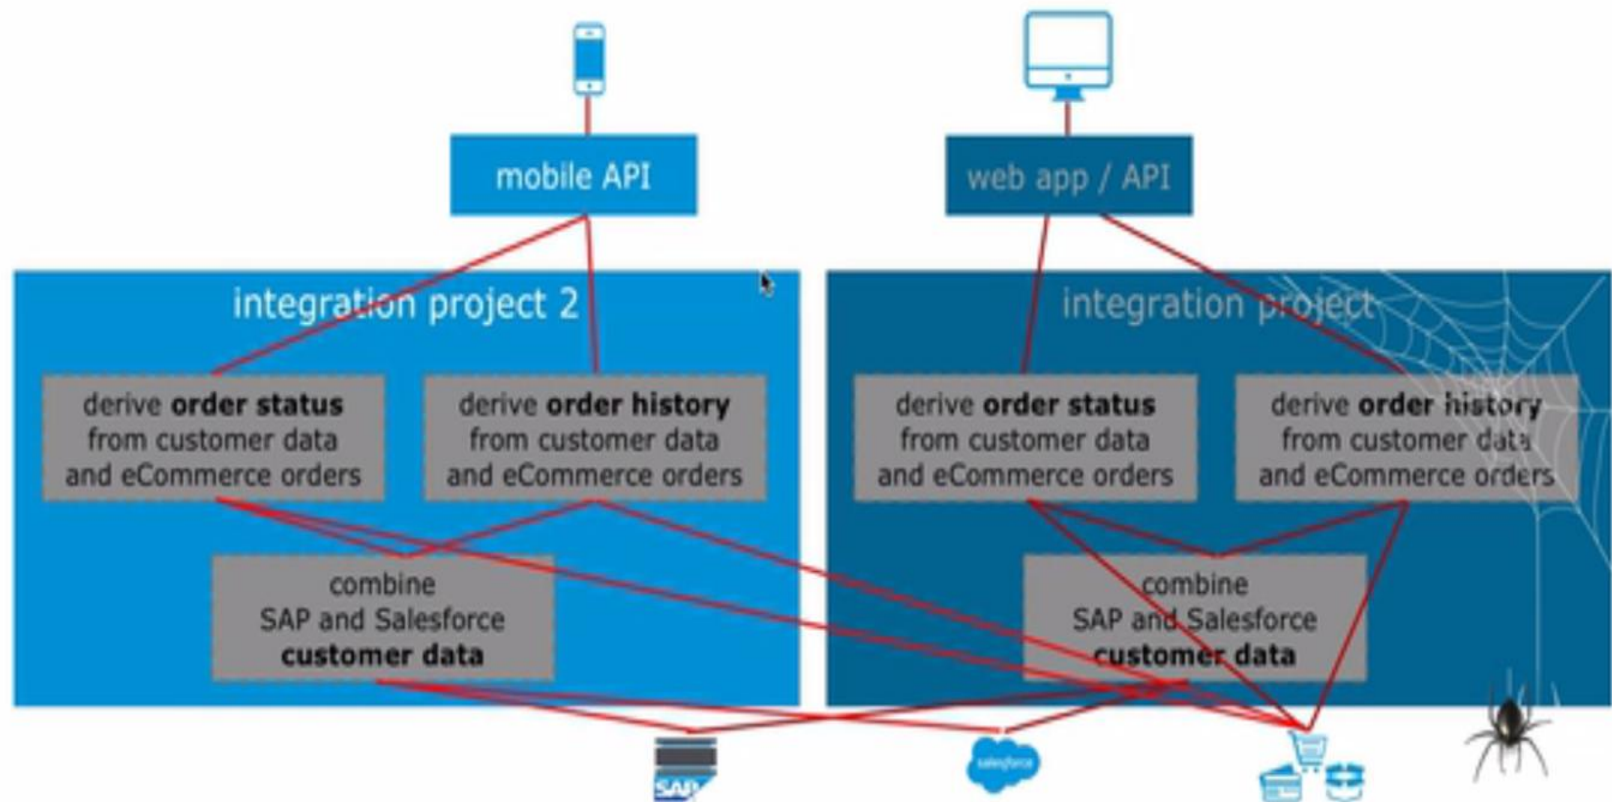 mobile API
web app / API
integration project 2
derive order status
from customer data
and eCommerce orders
derive order history
from customer data
and eCommerce orders
combine
SAP and Salesforce
customer data
integration project
derive order status
from customer data
and eCommerce orders
derive order history
from customer data
and eCommerce orders
combine
SAP and Salesforce
customer data
SAP
salesforce